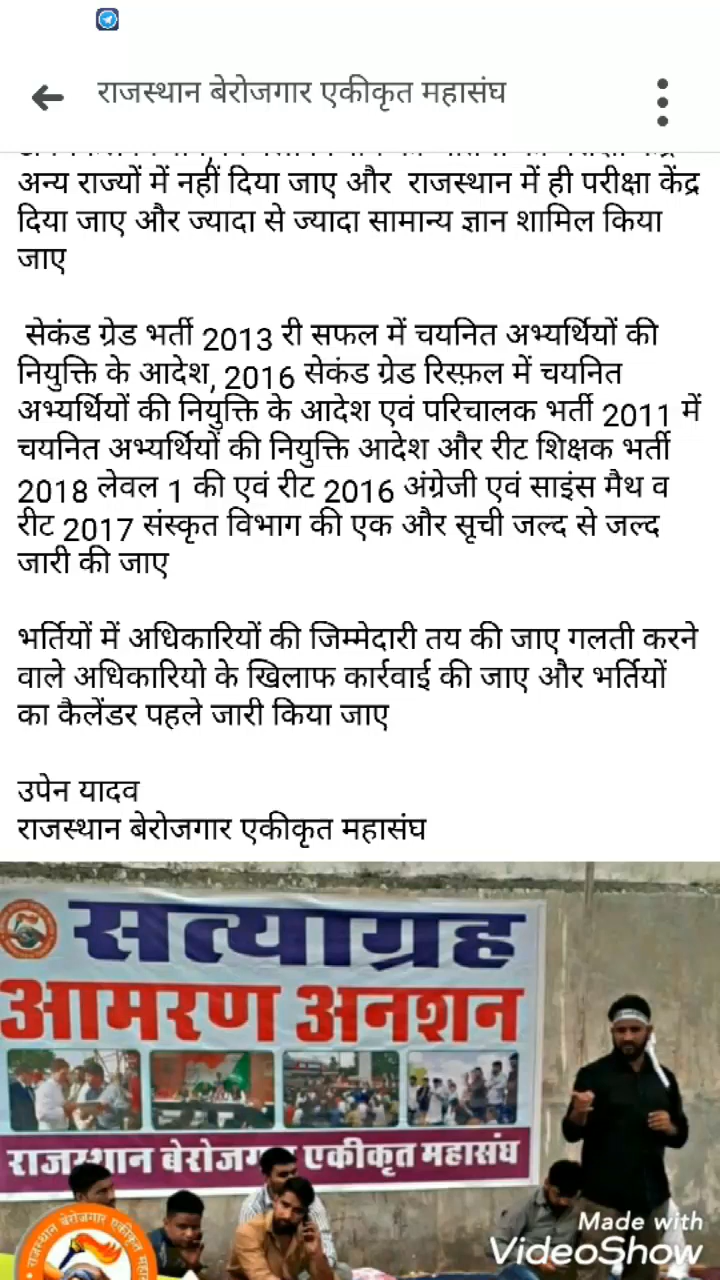 राजस्थान बेरोजगार एकीकृत महासंघ
अन्य राज्यों में नहीं दिया जाए और राजस्थान में ही परीक्षा केंद्र
दिया जाए और ज्यादा से ज्यादा सामान्य ज्ञान शामिल किया
जाए
सेकंड ग्रेड भर्ती 2013 री सफल में चयनित अभ्यर्थियों की
नियुक्ति के आदेश, 2016 सेकंड ग्रेड रिस्फ़ल में चयनित
अभ्यर्थियों की नियुक्ति के आदेश एवं परिचालक भर्ती 2011 में
चयनित अभ्यर्थियों की नियुक्ति आदेश और रीट शिक्षक भर्ती
2018 लेवल 1 की एवं रीट 2016 अंग्रेजी एवं साइंस मैथ व
रीट 2017 संस्कृत विभाग की एक और सूची जल्द से जल्द
जारी की जाए
भर्तियों में अधिकारियों की जिम्मेदारी तय की जाए गलती करने
वाले अधिकारियो के खिलाफ कार्रवाई की जाए और भर्तियों
का कैलेंडर पहले जारी किया जाए
उपेन यादव
राजस्थान बेरोजगार एकीकृत महासंघ
सत्याग्रह
आमरण अनशन
राजस्थान बेरोजगार एकीकृत महासंघ
राजस्थान बेरोजगार एकीकृत
Made with
VideoShow